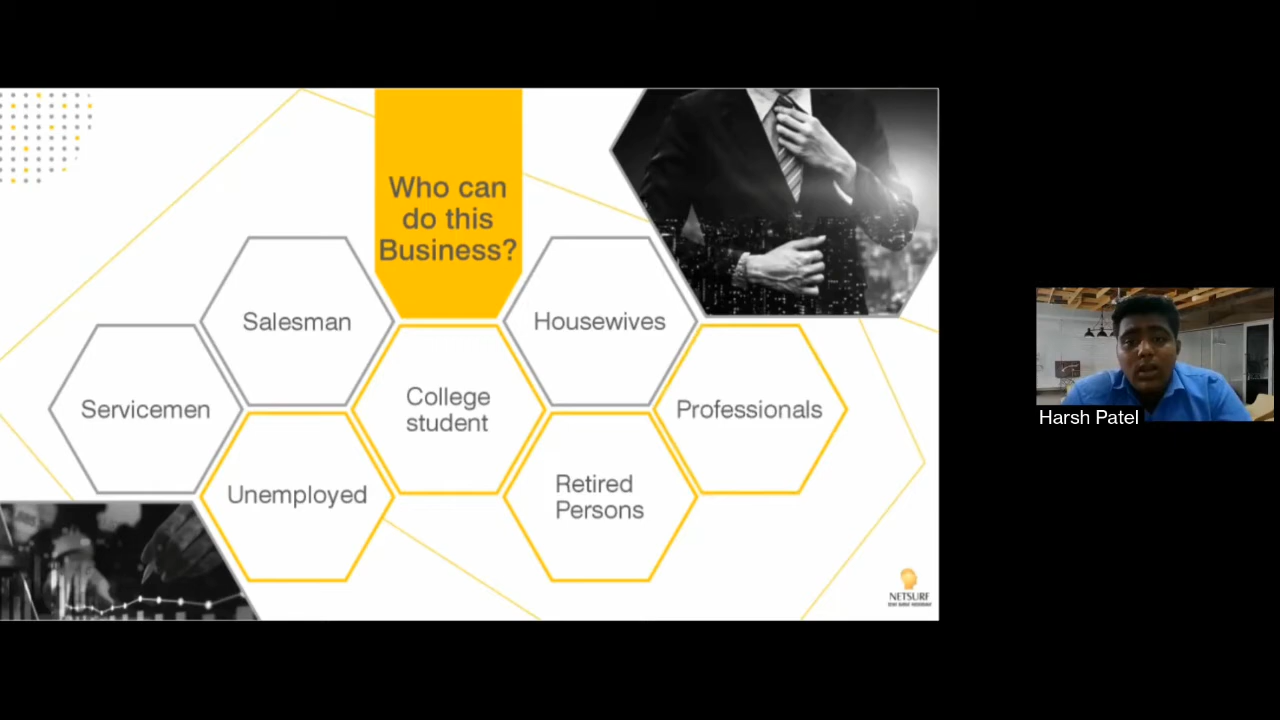 Who can
do this
Business?
Salesman
Housewives
Servicemen
College
student
Professionals
Unemployed
Retired
Persons
NETSURF
Harsh Patel